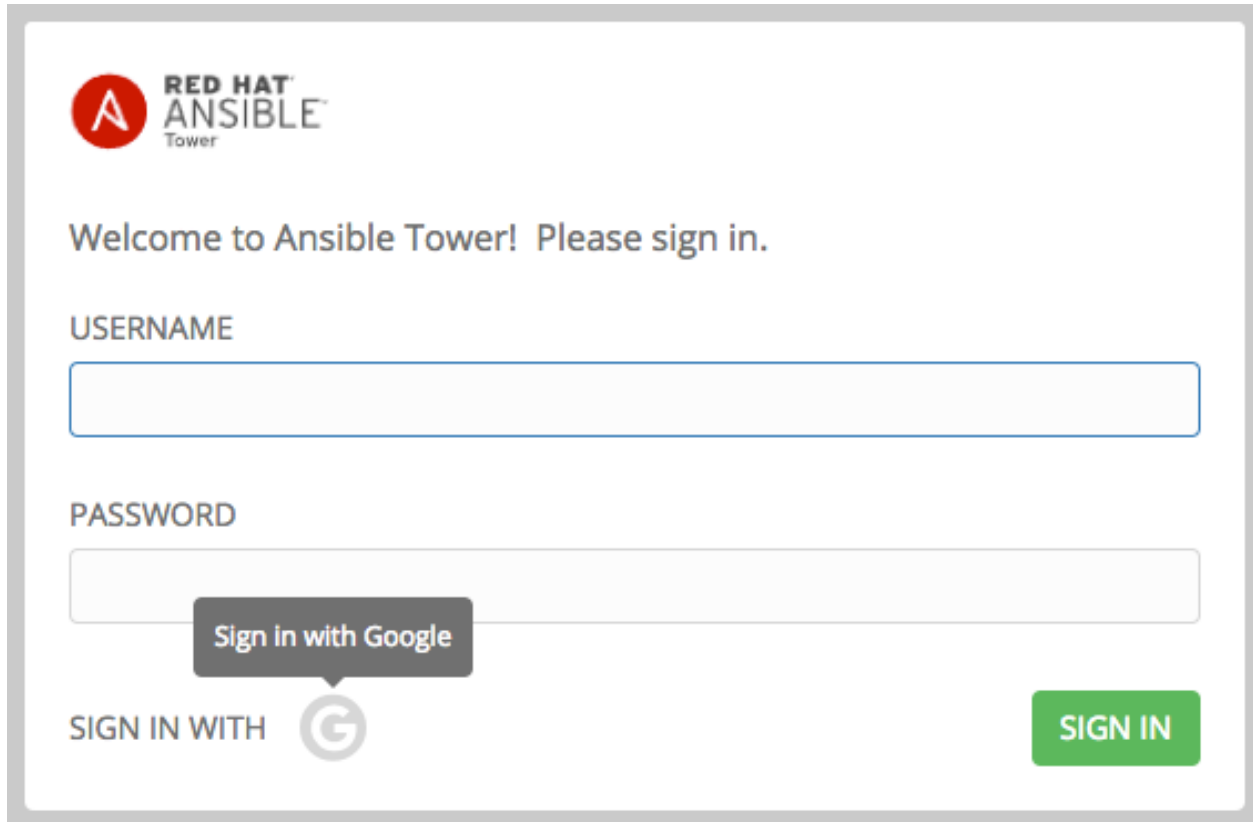 RED HAT
ANSIBLE™
Tower
Welcome to Ansible Tower! Please sign in.
USERNAME
PASSWORD
Sign in with Google
SIGN IN WITH G
SIGN IN